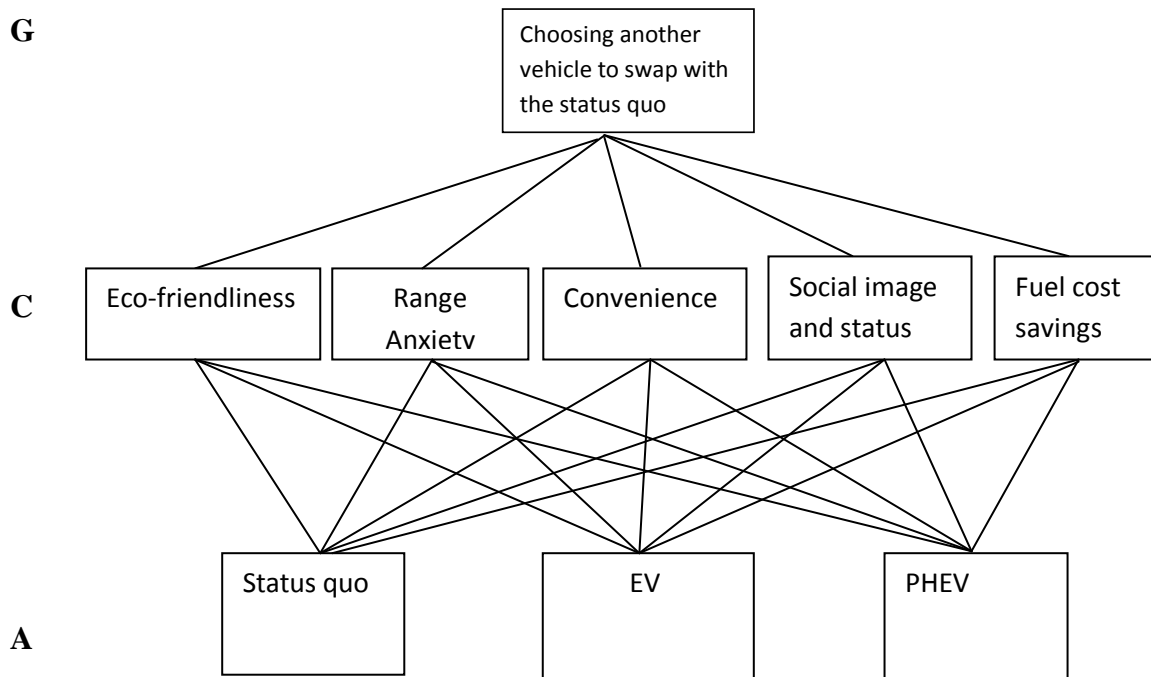 G
Choosing another
vehicle to swap with
the status quo
C
Eco-friendliness
Range
Anxiety
Convenience
Social image
and status
Fuel cost
savings
Status quo
EV
PHEV
A